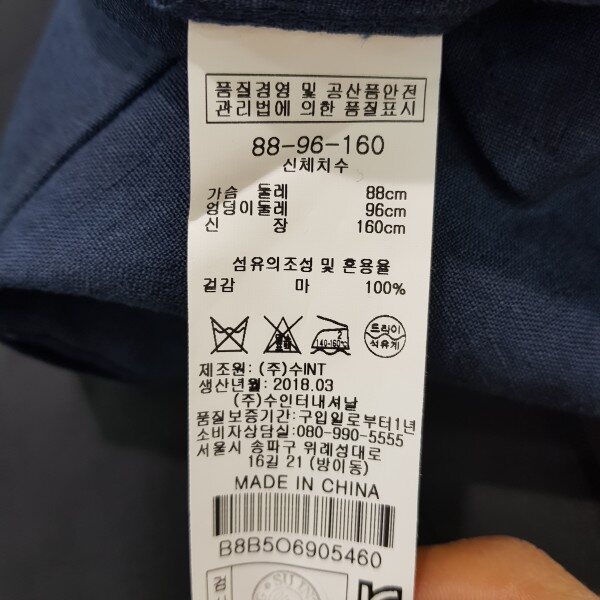 품질경영 및 공산품안전
관리법에 의한 품질표시
88-96-160
신체치수
가슴 둘레 88cm
엉덩이둘레 96cm
신 장 160cm
섬유의조성 및 혼용율
겉감 마 100%
2
140-160℃
드라이
석유계
제조원: (주)수INT
생산년월: 2018.03
(주)수인터내셔날
품질보증기간: 구입일로부터1년
소비자상담실: 080-990-5555
서울시 송파구 위례성대로
16길 21 (방이동)
MADE IN CHINA
B8B5O6905460
검
SU IN